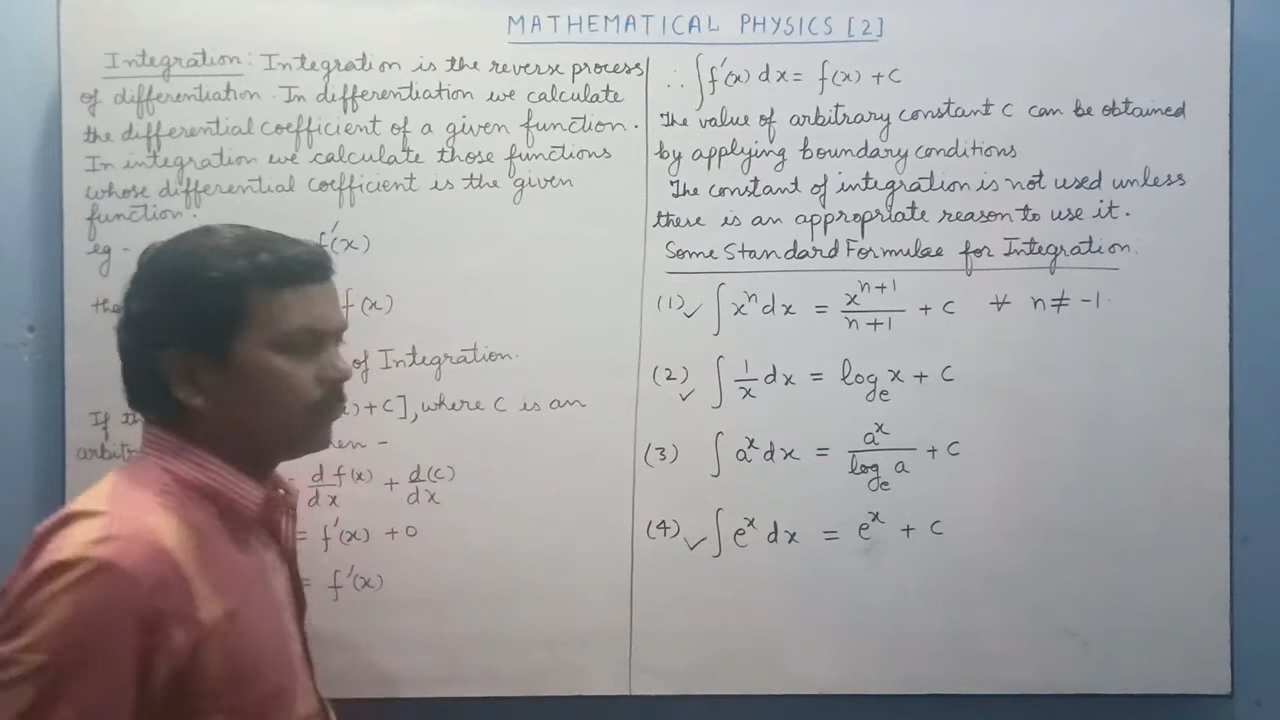 MATHEMATICAL PHYSICS [2]
Integration: Integration is the reverse process
of differentiation. In differentiation we calculate
the differential coefficient of a given function.
In integration we calculate those functions
whose differential coefficient is the given
function.
eg - f'(x)
f(x)
of Integration.
+C], where C is an
d/dx f(x) + d(c)/dx
= f'(x) + 0
= f'(x)
∴ ∫f'(x) dx = f(x) + C
The value of arbitrary constant C can be obtained
by applying boundary conditions
The constant of integration is not used unless
there is an appropriate reason to use it.
Some Standard Formulae for Integration.
(1) ✓ ∫xⁿ dx = xⁿ⁺¹/n+1 + C ∀ n ≠ -1.
(2) ✓ ∫1/x dx = logₑx + C
(3) ∫aˣ dx = aˣ/logₑa + C
(4) ✓ ∫eˣ dx = eˣ + C